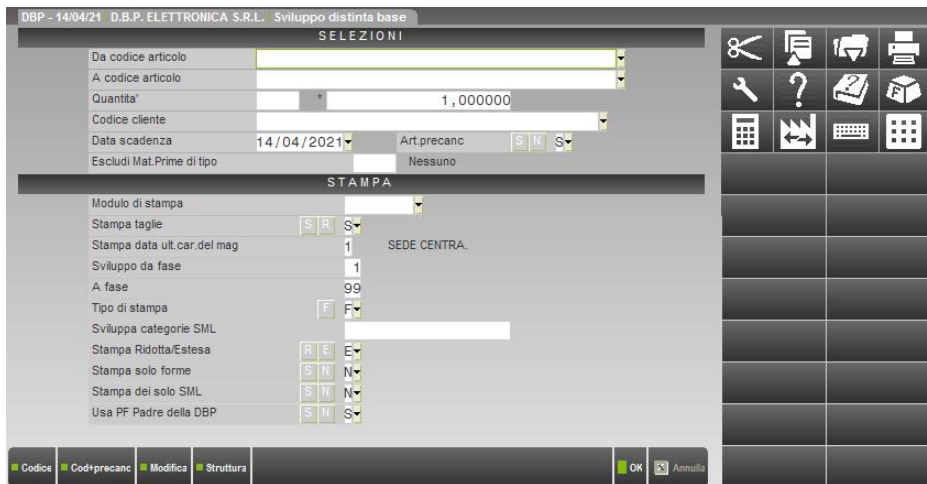 DBP - 14/04/21 D.B.P. ELETTRONICA S.R.L. Sviluppo distinta base
SELEZIONI
Da codice articolo
A codice articolo
Quantita' * 1,000000
Codice cliente
Data scadenza 14/04/2021 Art.precanc S N S
Escludi Mat.Prime di tipo Nessuno
STAMPA
Modulo di stampa
Stampa taglie S R S
Stampa data ult.car.del mag 1 SEDE CENTRA.
Sviluppo da fase 1
A fase 99
Tipo di stampa F F
Sviluppa categorie SML
Stampa Ridotta/Estesa R E E
Stampa solo forme S N N
Stampa dei solo SML S N N
Usa PF Padre della DBP S N S
Codice Cod+precanc Modifica Struttura OK Annulla
? ? F